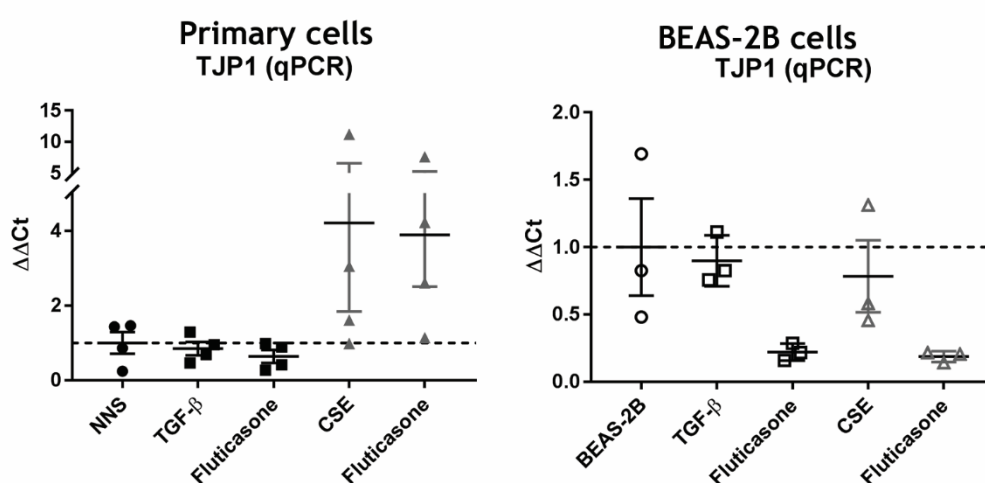 Primary cells
TJP1 (qPCR)
15
10
5
4
2
0
ΔΔCt
NNS
TGF-β
Fluticasone
CSE
Fluticasone
BEAS-2B cells
TJP1 (qPCR)
2.0
1.5
1.0
0.5
0.0
ΔΔCt
BEAS-2B
TGF-β
Fluticasone
CSE
Fluticasone